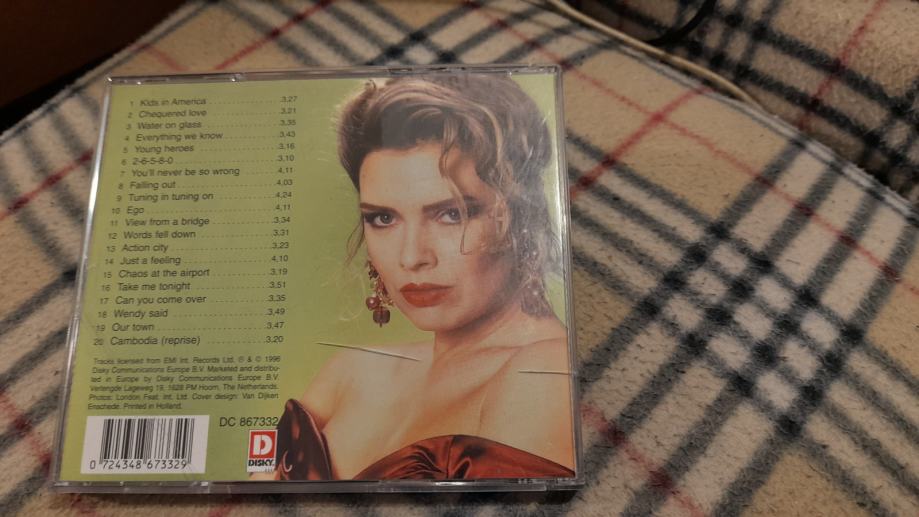 1 Kids in America .......... .3,27
2 Chequered love .......... .3,21
3 Water on glass .......... .3,35
4 Everything we know .......... .3,43
5 Young heroes .......... .3,16
6 2-6-5-8-0 .......... .3,10
7 You'll never be so wrong .......... .4,11
8 Falling out .......... .4,03
9 Tuning in tuning on .......... .4,24
10 Ego .......... .4,11
11 View from a bridge .......... .3,34
12 Words fell down .......... .3,31
13 Action city .......... .3,23
14 Just a feeling .......... .4,10
15 Chaos at the airport .......... .3,19
16 Take me tonight .......... .3,51
17 Can you come over .......... .3,35
18 Wendy said .......... .3,49
19 Our town .......... .3,47
20 Cambodia (reprise) .......... .3.20
Tracks licensed from EMI Int. Records Ltd. ℗ & © 1996
Disky Communications Europe B.V. Marketed and distribu-
ted in Europe by Disky Communications Europe B.V.
Verlengde Lageweg 19, 1628 PM Hoorn, The Netherlands.
Photos: London Feat. Int. Ltd. Cover design: Van Dijken
Enschede. Printed in Holland.
DC 867332
D
DISKY
0 724348 673329